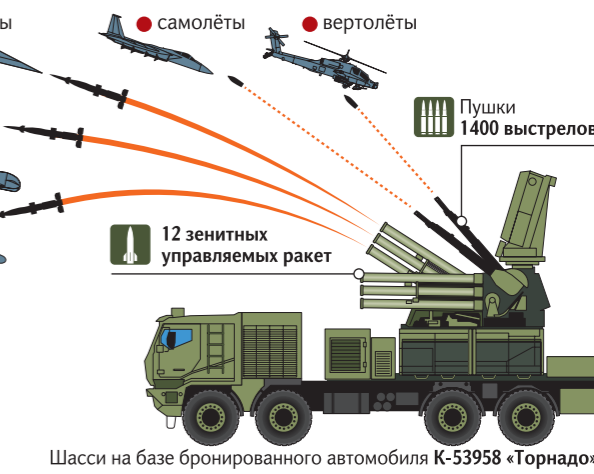 ы
самолёты
вертолёты
Пушки
1400 выстрелов
12 зенитных
управляемых ракет
Шасси на базе бронированного автомобиля К-53958 «Торнадо»